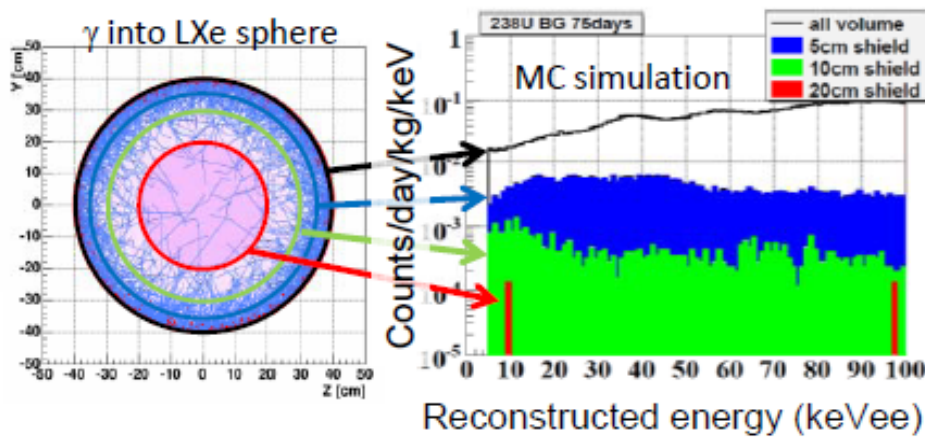 γ into LXe sphere
Y [cm]
50
40
30
20
10
0
-10
-20
-30
-40
-50
-50 -40 -30 -20 -10 0 10 20 30 40 50
Z [cm]
238U BG 75days
all volume
5cm shield
10cm shield
20cm shield
MC simulation
Counts/day/kg/keV
1
10-1
10-2
10-3
10-4
10-5
10 20 30 40 50 60 70 80 90 100
Reconstructed energy (keVee)